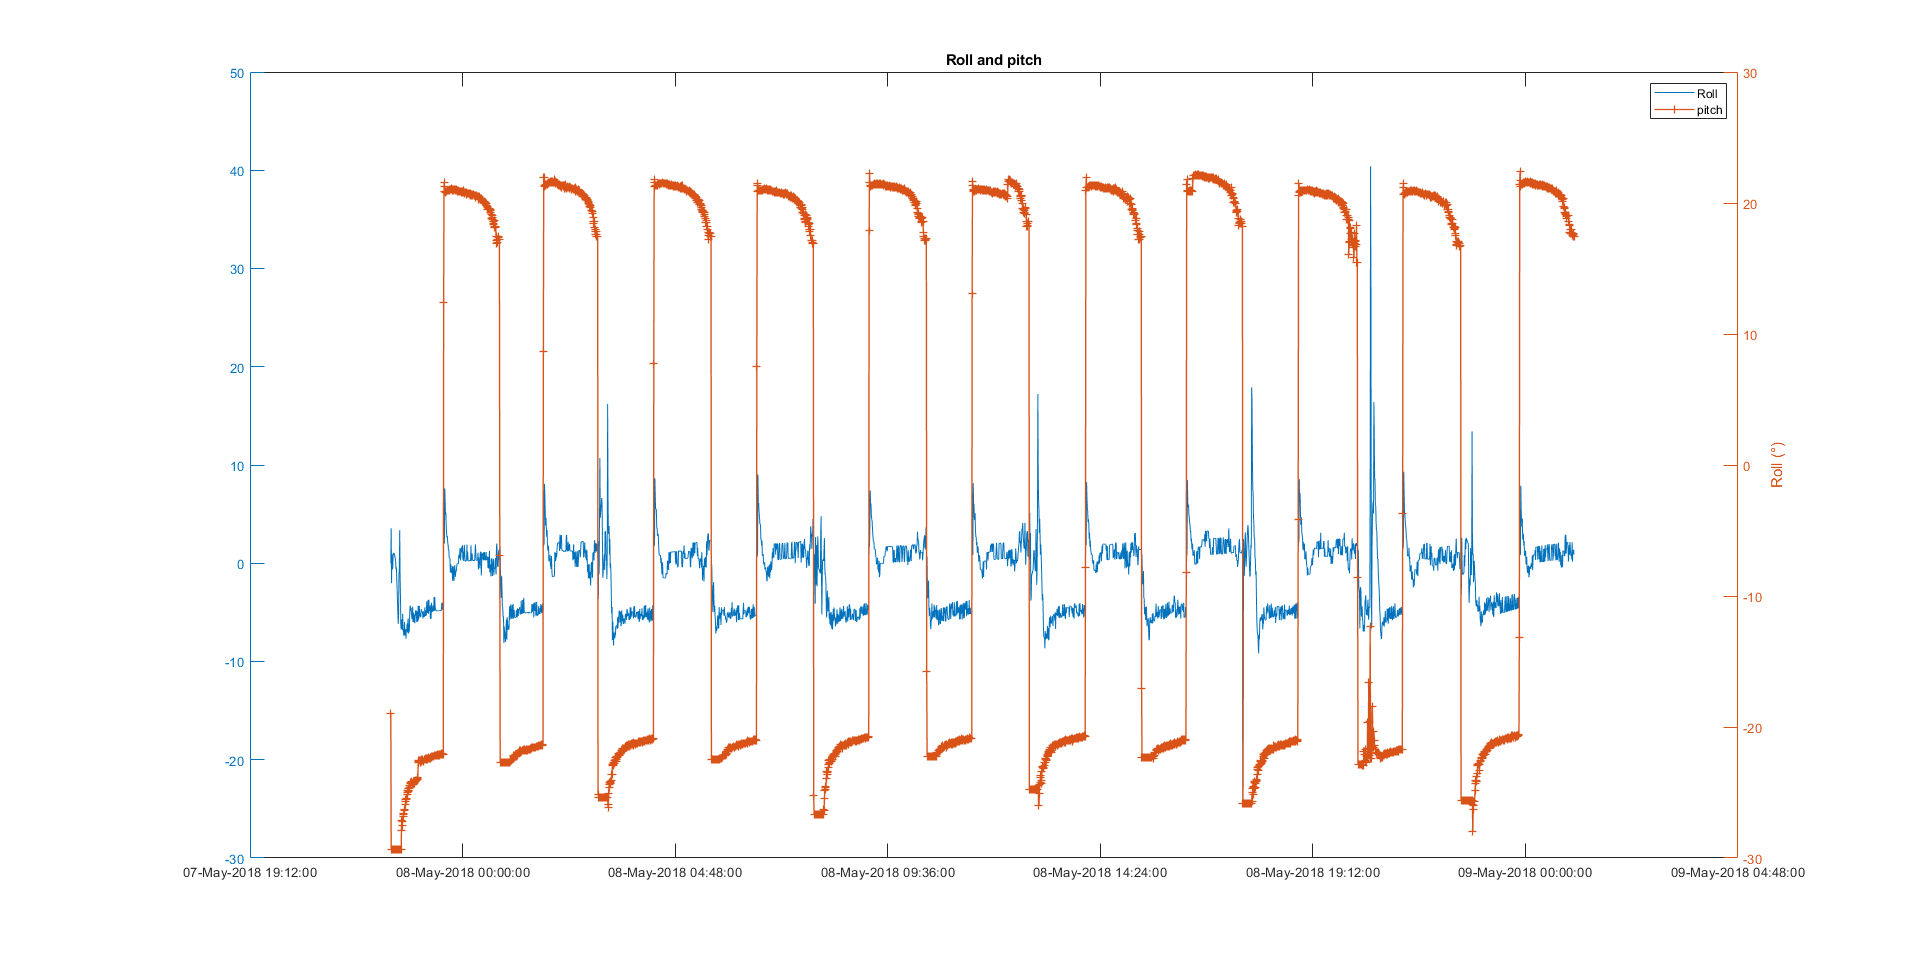 Roll and pitch
50
40
30
20
10
0
-10
-20
-30
30
20
10
0
-10
-20
-30
Roll (°)
Roll
pitch
07-May-2018 19:12:00
08-May-2018 00:00:00
08-May-2018 04:48:00
08-May-2018 09:36:00
08-May-2018 14:24:00
08-May-2018 19:12:00
09-May-2018 00:00:00
09-May-2018 04:48:00